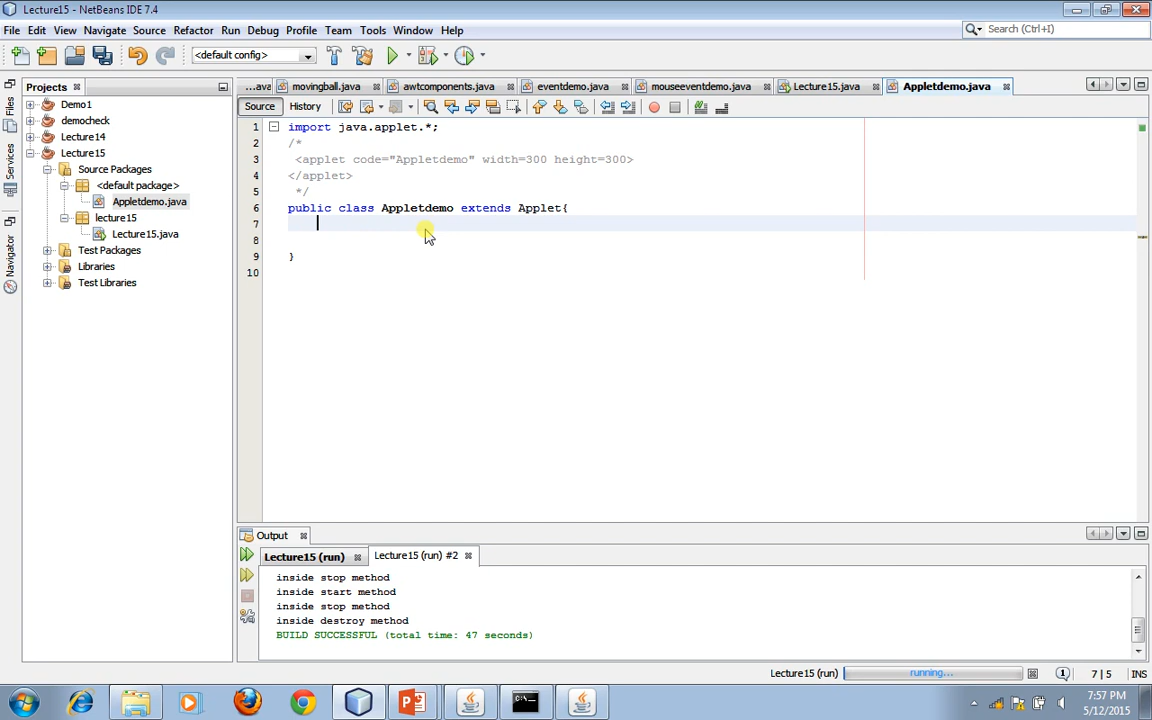 Lecture15 - NetBeans IDE 7.4
File Edit View Navigate Source Refactor Run Debug Profile Team Tools Window Help
Search (Ctrl+I)
<default config>
Projects
...ava movingball.java awtcomponents.java eventdemo.java mouseeventdemo.java Lecture15.java Appletdemo.java
Source History
Files
Services
Navigator
Demo1
democheck
Lecture14
Lecture15
Source Packages
<default package>
Appletdemo.java
lecture15
Lecture15.java
Test Packages
Libraries
Test Libraries
1 import java.applet.*;
2 /*
3 <applet code="Appletdemo" width=300 height=300>
4 </applet>
5 */
6 public class Appletdemo extends Applet{
7
8
9 }
10
Output
Lecture15 (run) Lecture15 (run) #2
inside stop method
inside start method
inside stop method
inside destroy method
BUILD SUCCESSFUL (total time: 47 seconds)
Lecture15 (run) running... 1 7|5 INS
C:\
7:57 PM
5/12/2015